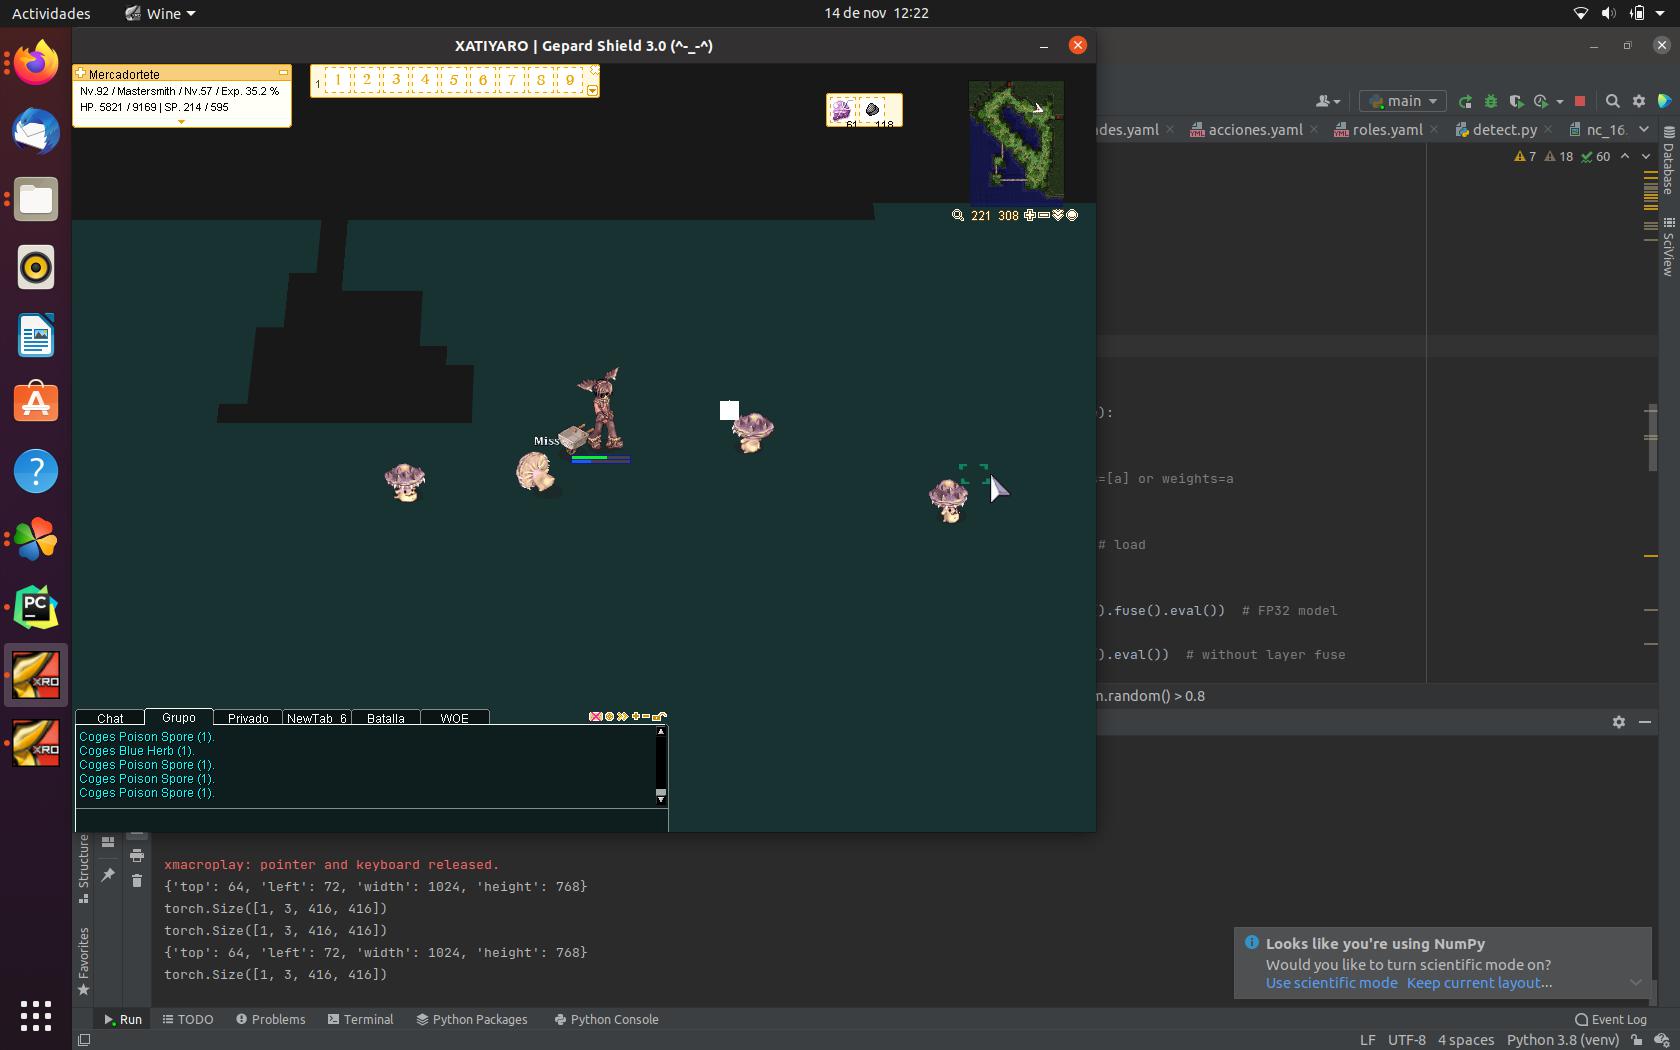 Actividades
Wine
14 de nov 12:22
XATIYARO | Gepard Shield 3.0 (^-_-^)
Mercadortete
Nv.92 / Mastersmith / Nv.57 / Exp. 35.2 %
HP. 5821 / 9169 | SP. 214 / 595
1 1 2 3 4 5 6 7 8 9
61 118
221 308
main
des.yaml
acciones.yaml
roles.yaml
detect.py
nc_16.
7 18 60
Database
SciView
):
=[a] or weights=a
# load
).fuse().eval()) # FP32 model
).eval()) # without layer fuse
m.random() > 0.8
Miss
Chat Grupo Privado NewTab 6 Batalla WOE
Coges Poison Spore (1).
Coges Blue Herb (1).
Coges Poison Spore (1).
Coges Poison Spore (1).
Coges Poison Spore (1).
XRO
XRO
PC
Structure
Favorites
xmacroplay: pointer and keyboard released.
{'top': 64, 'left': 72, 'width': 1024, 'height': 768}
torch.Size([1, 3, 416, 416])
torch.Size([1, 3, 416, 416])
{'top': 64, 'left': 72, 'width': 1024, 'height': 768}
torch.Size([1, 3, 416, 416])
Looks like you're using NumPy
Would you like to turn scientific mode on?
Use scientific mode Keep current layout...
Run TODO Problems Terminal Python Packages Python Console
Event Log
LF UTF-8 4 spaces Python 3.8 (venv)